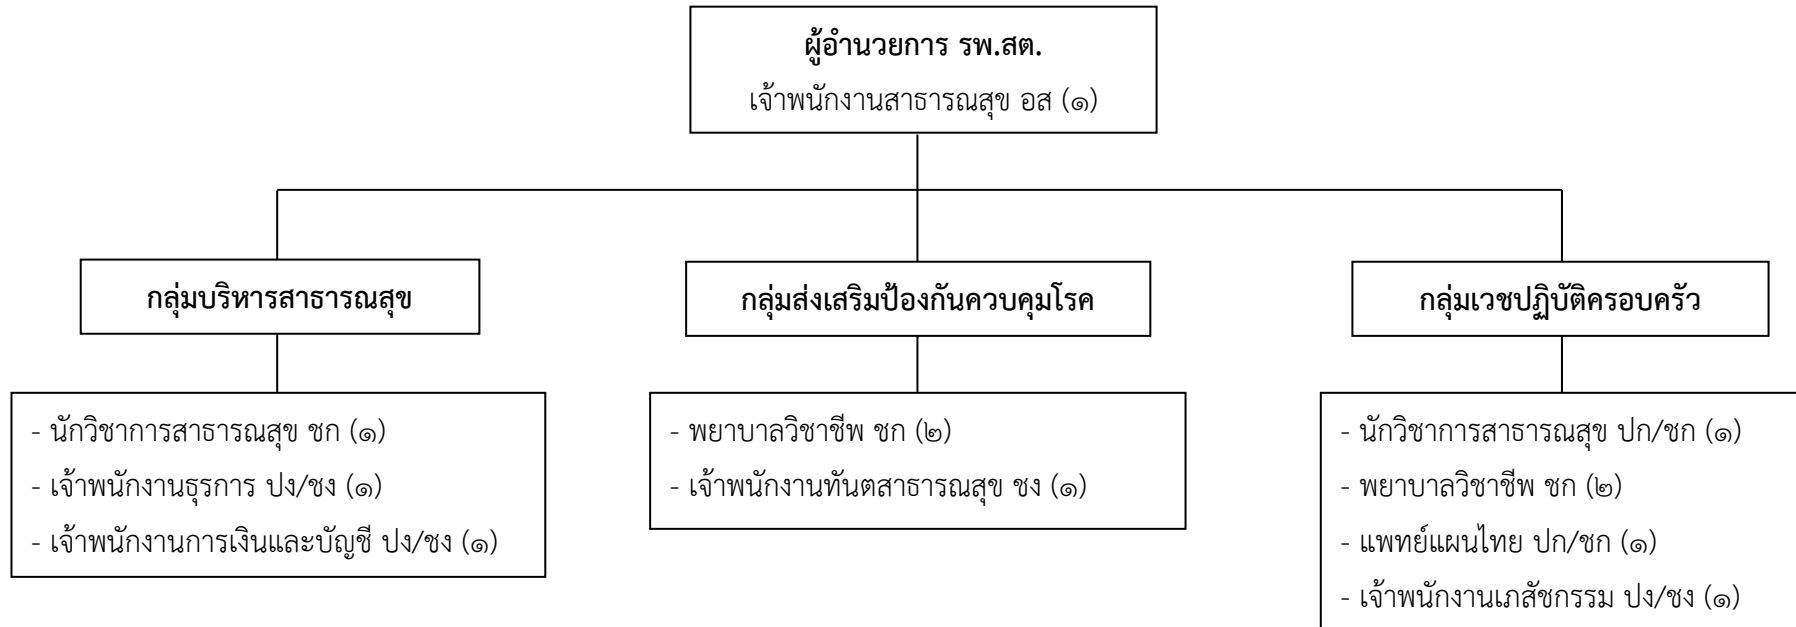 ผู้อำนวยการ รพ.สต.
เจ้าพนักงานสาธารณสุข อส (๑)
กลุ่มบริหารสาธารณสุข
- นักวิชาการสาธารณสุข ชก (๑)
- เจ้าพนักงานธุรการ ปง/ชง (๑)
- เจ้าพนักงานการเงินและบัญชี ปง/ชง (๑)
กลุ่มส่งเสริมป้องกันควบคุมโรค
- พยาบาลวิชาชีพ ชก (๒)
- เจ้าพนักงานทันตสาธารณสุข ชง (๑)
กลุ่มเวชปฏิบัติครอบครัว
- นักวิชาการสาธารณสุข ปก/ชก (๑)
- พยาบาลวิชาชีพ ชก (๒)
- แพทย์แผนไทย ปก/ชก (๑)
- เจ้าพนักงานเภสัชกรรม ปง/ชง (๑)